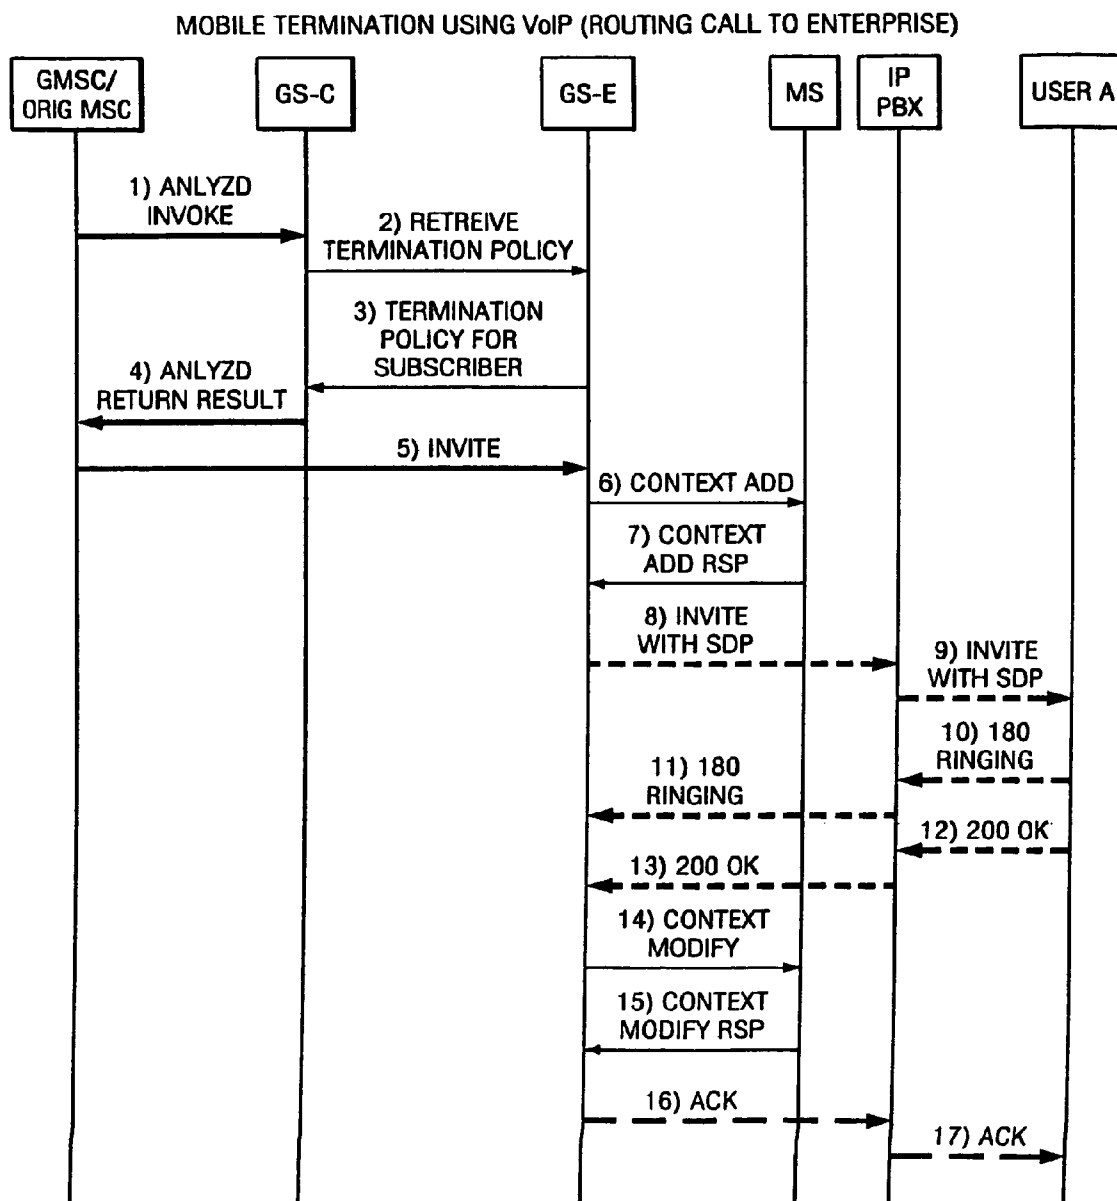 MOBILE TERMINATION USING VoIP (ROUTING CALL TO ENTERPRISE)
GMSC/
ORIG MSC
GS-C
GS-E
MS
IP
PBX
USER A
1) ANLYZD
INVOKE
2) RETREIVE
TERMINATION POLICY
3) TERMINATION
POLICY FOR
SUBSCRIBER
4) ANLYZD
RETURN RESULT
5) INVITE
6) CONTEXT ADD
7) CONTEXT
ADD RSP
8) INVITE
WITH SDP
9) INVITE
WITH SDP
10) 180
RINGING
11) 180
RINGING
12) 200 OK
13) 200 OK
14) CONTEXT
MODIFY
15) CONTEXT
MODIFY RSP
16) ACK
17) ACK